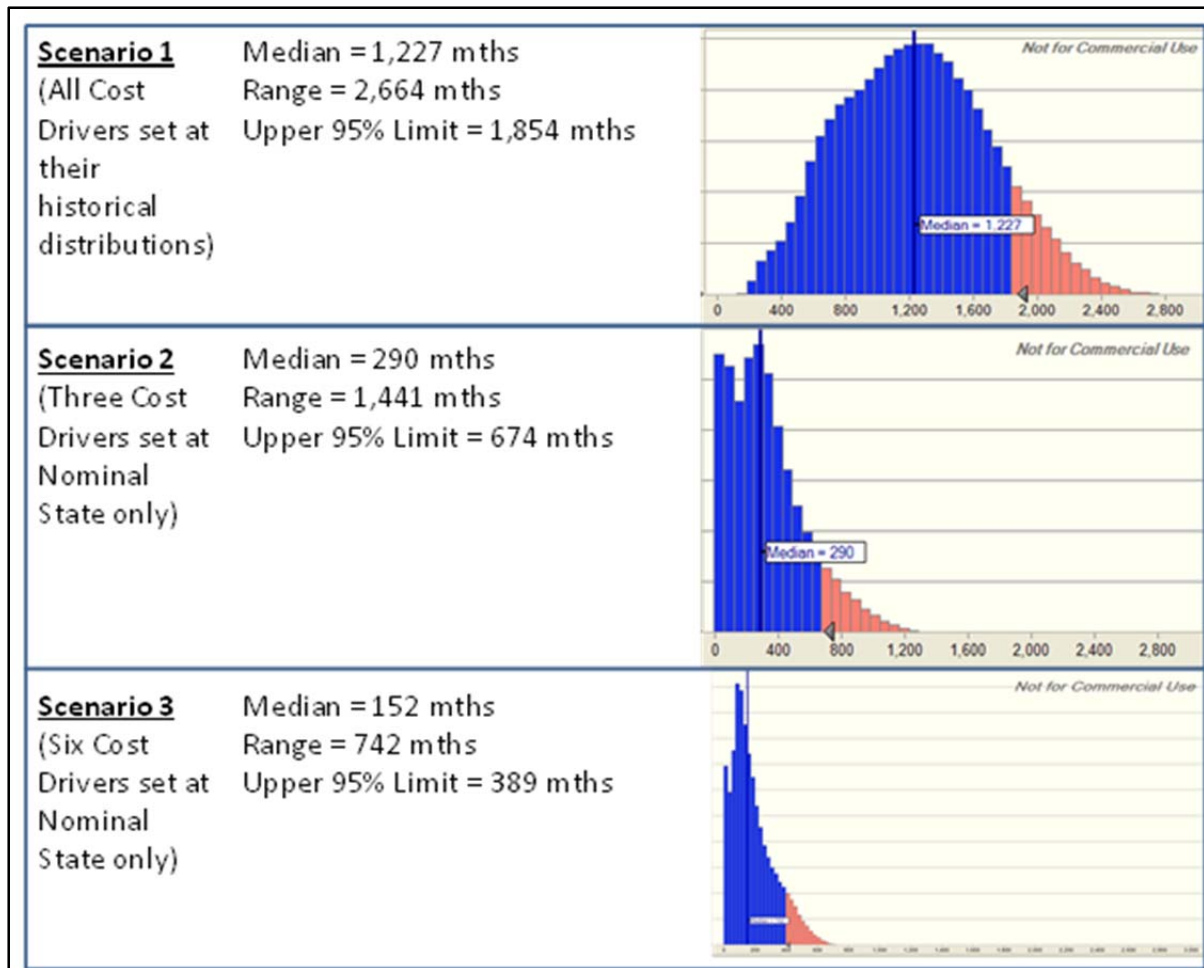 Scenario 1
(All Cost
Drivers set at
their
historical
distributions)
Median = 1,227 mths
Range = 2,664 mths
Upper 95% Limit = 1,854 mths
Not for Commercial Use
Median = 1,227
0 400 800 1,200 1,600 2,000 2,400 2,800
Scenario 2
(Three Cost
Drivers set at
Nominal
State only)
Median = 290 mths
Range = 1,441 mths
Upper 95% Limit = 674 mths
Not for Commercial Use
Median = 290
0 400 800 1,200 1,600 2,000 2,400 2,800
Scenario 3
(Six Cost
Drivers set at
Nominal
State only)
Median = 152 mths
Range = 742 mths
Upper 95% Limit = 389 mths
Not for Commercial Use